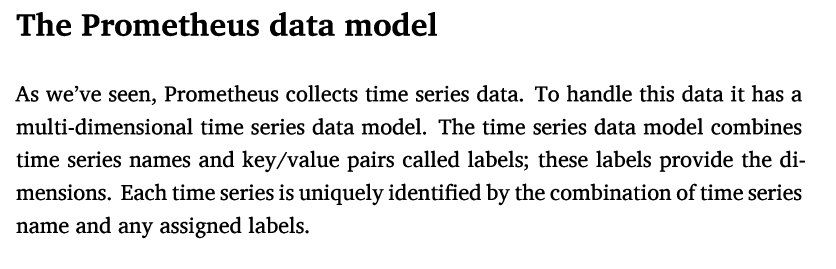 The Prometheus data model
As we’ve seen, Prometheus collects time series data. To handle this data it has a
multi-dimensional time series data model. The time series data model combines
time series names and key/value pairs called labels; these labels provide the di-
mensions. Each time series is uniquely identified by the combination of time series
name and any assigned labels.